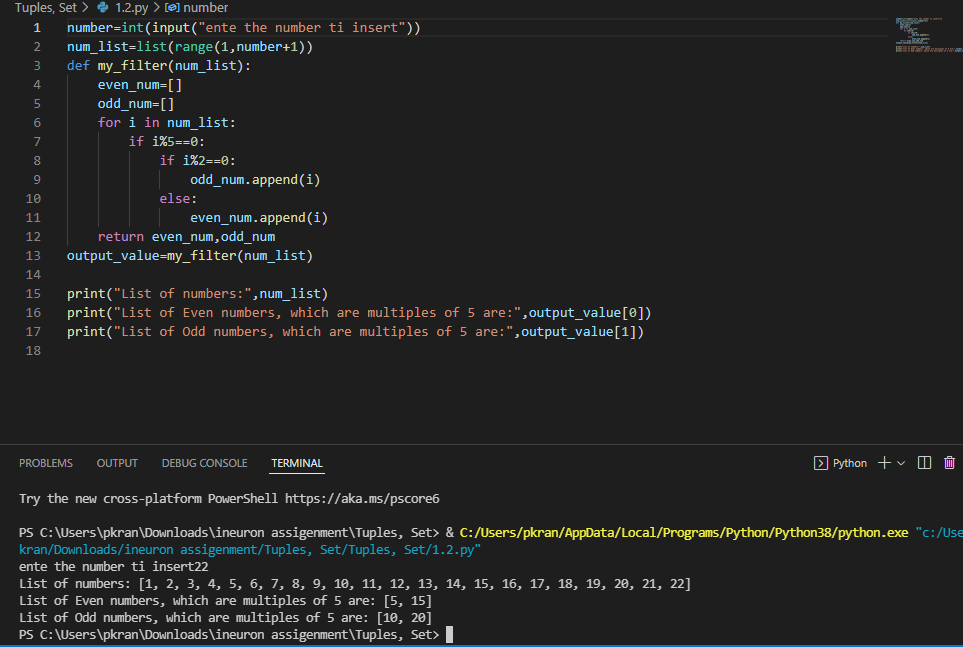 Tuples, Set > 1.2.py > number
1 number=int(input("ente the number ti insert"))
2 num_list=list(range(1,number+1))
3 def my_filter(num_list):
4     even_num=[]
5     odd_num=[]
6     for i in num_list:
7         if i%5==0:
8             if i%2==0:
9                 odd_num.append(i)
10             else:
11                 even_num.append(i)
12     return even_num,odd_num
13 output_value=my_filter(num_list)
14
15 print("List of numbers:",num_list)
16 print("List of Even numbers, which are multiples of 5 are:",output_value[0])
17 print("List of Odd numbers, which are multiples of 5 are:",output_value[1])
18
PROBLEMS OUTPUT DEBUG CONSOLE TERMINAL Python
Try the new cross-platform PowerShell https://aka.ms/pscore6
PS C:\Users\pkran\Downloads\ineuron assigenment\Tuples, Set> & C:/Users/pkran/AppData/Local/Programs/Python/Python38/python.exe "c:/Use
kran/Downloads/ineuron assigenment/Tuples, Set/Tuples, Set/1.2.py"
ente the number ti insert22
List of numbers: [1, 2, 3, 4, 5, 6, 7, 8, 9, 10, 11, 12, 13, 14, 15, 16, 17, 18, 19, 20, 21, 22]
List of Even numbers, which are multiples of 5 are: [5, 15]
List of Odd numbers, which are multiples of 5 are: [10, 20]
PS C:\Users\pkran\Downloads\ineuron assigenment\Tuples, Set>